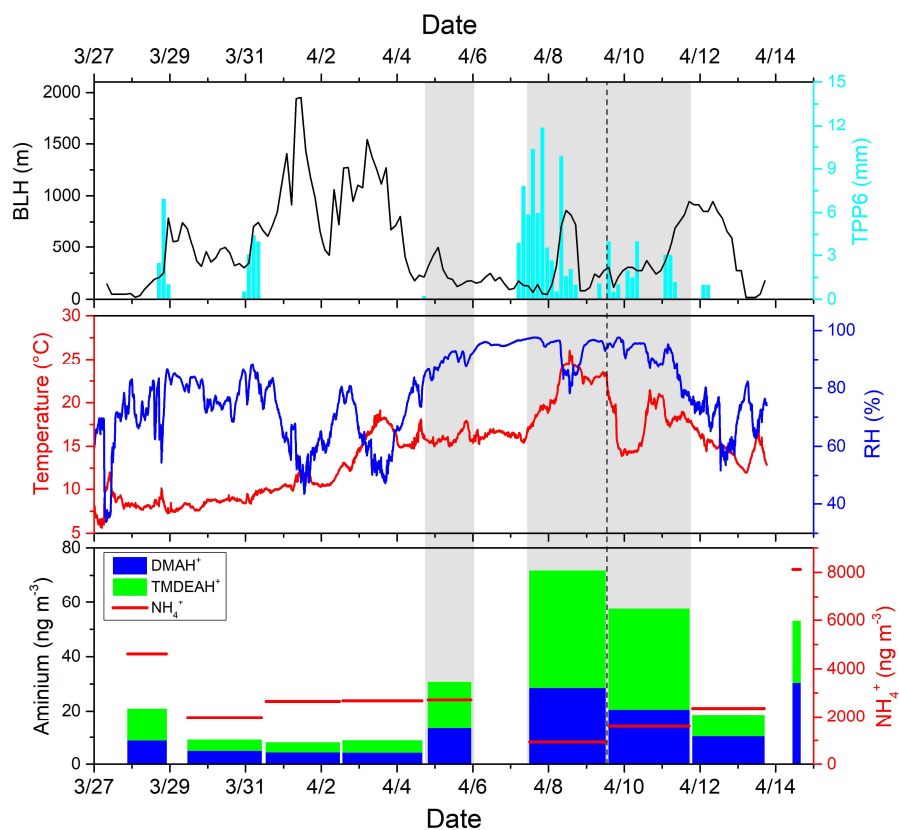 Date
3/27 3/29 3/31 4/2 4/4 4/6 4/8 4/10 4/12 4/14
BLH (m)
2000
1500
1000
500
0
TPP6 (mm)
15
12
9
6
3
0
Temperature (°C)
30
25
20
15
10
5
RH (%)
100
80
60
40
Aminium (ng m⁻³)
80
60
40
20
0
DMAH⁺
TMDEAH⁺
NH₄⁺
NH₄⁺ (ng m⁻³)
8000
6000
4000
2000
0
3/27 3/29 3/31 4/2 4/4 4/6 4/8 4/10 4/12 4/14
Date